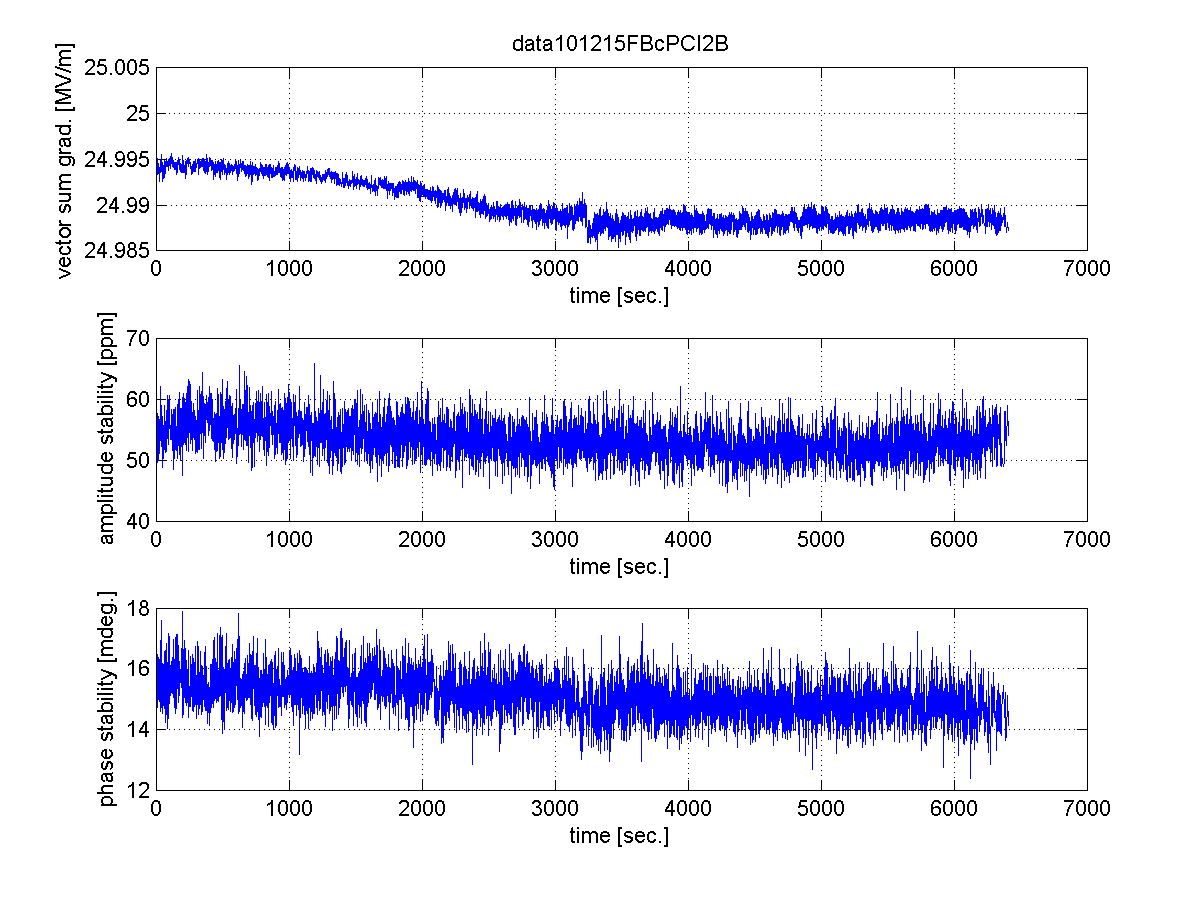 data101215FBcPCI2B
vector sum grad. [MV/m]
25.005
25
24.995
24.99
24.985
0 1000 2000 3000 4000 5000 6000 7000
time [sec.]
amplitude stability [ppm]
70
60
50
40
0 1000 2000 3000 4000 5000 6000 7000
time [sec.]
phase stability [mdeg.]
18
16
14
12
0 1000 2000 3000 4000 5000 6000 7000
time [sec.]